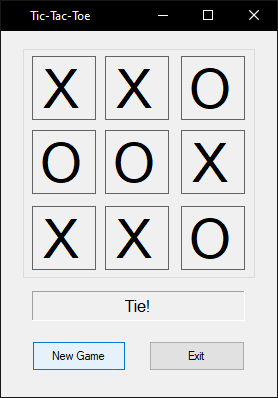 Tic-Tac-Toe
X X O
O O X
X X O
Tie!
New Game Exit